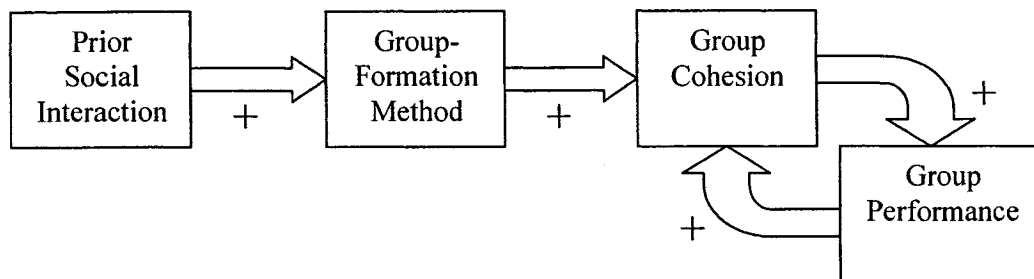 Prior
Social
Interaction
+
Group-
Formation
Method
+
Group
Cohesion
+
Group
Performance
+